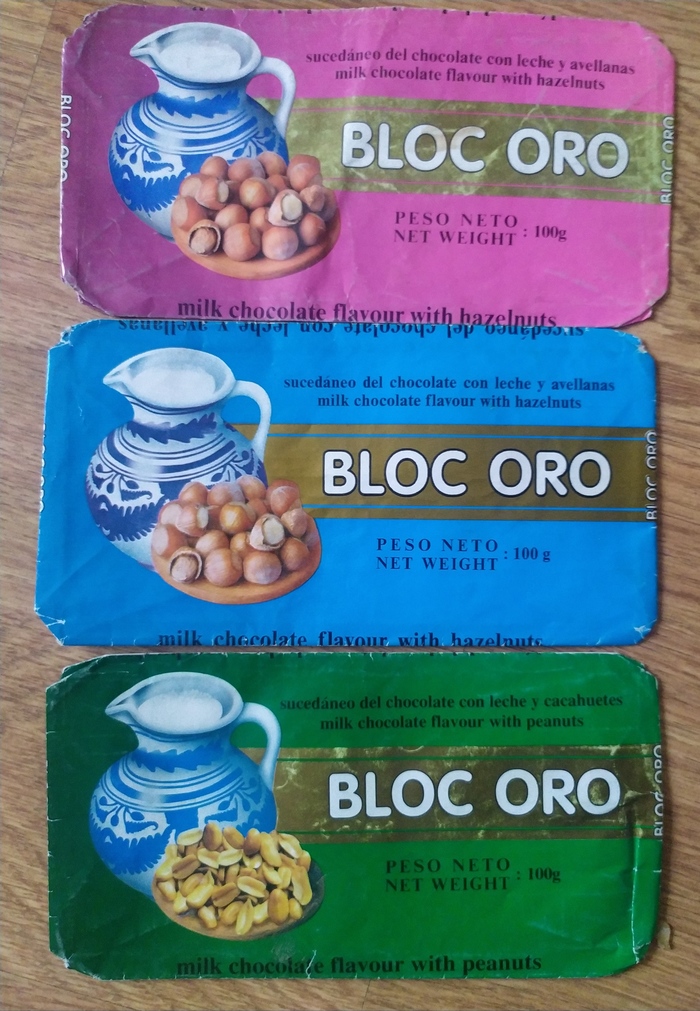 sucedáneo del chocolate con leche y avellanas
milk chocolate flavour with hazelnuts
BLOC ORO
BLOC ORO
BLOC ORO
PESO NETO
NET WEIGHT : 100g
milk chocolate flavour with hazelnuts
sucedáneo del chocolate con leche y avellanas
sucedáneo del chocolate con leche y avellanas
milk chocolate flavour with hazelnuts
BLOC ORO
BLOC ORO
PESO NETO
NET WEIGHT : 100 g
milk chocolate flavour with hazelnuts
sucedáneo del chocolate con leche y cacahuetes
milk chocolate flavour with peanuts
BLOC ORO
BLOC ORO
PESO NETO
NET WEIGHT : 100g
milk chocolate flavour with peanuts